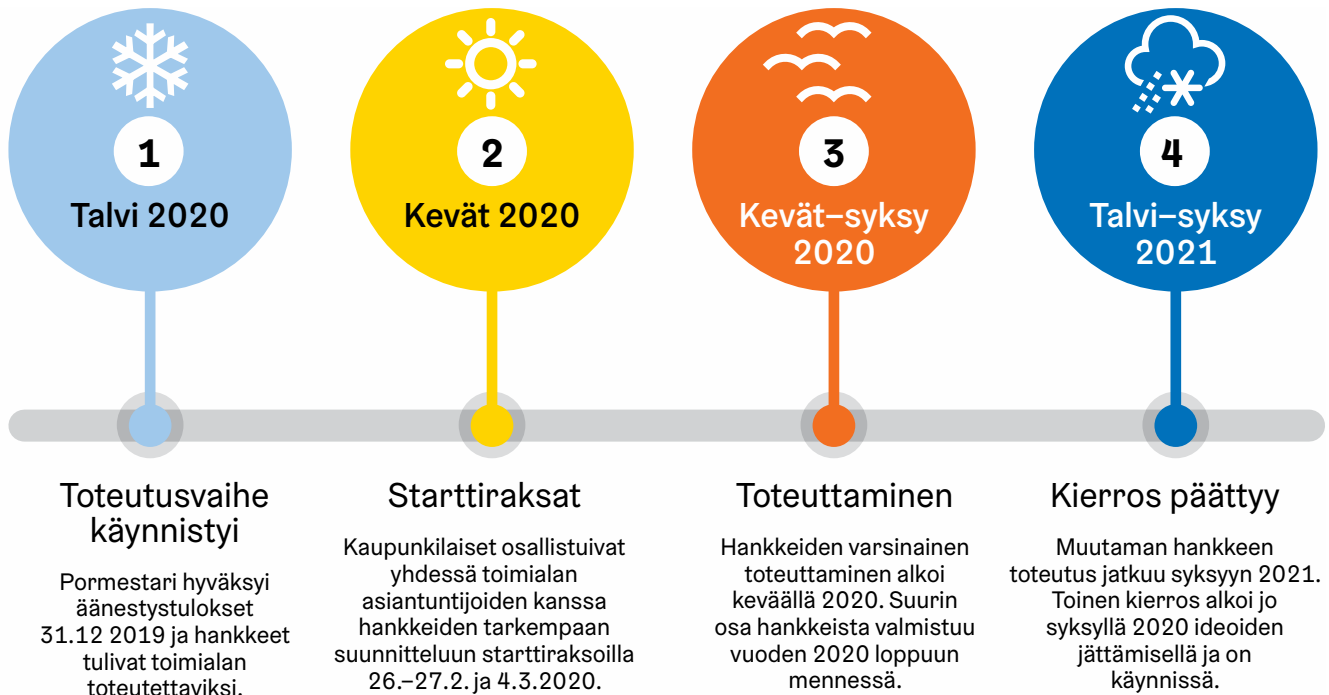 1
Talvi 2020
Toteutusvaihe
käynnistyi
Pormestari hyväksyi
äänestystulokset
31.12 2019 ja hankkeet
tulivat toimialan
toteutettaviksi.
2
Kevät 2020
Starttiraksat
Kaupunkilaiset osallistuivat
yhdessä toimialan
asiantuntijoiden kanssa
hankkeiden tarkempaan
suunnitteluun starttiraksoilla
26.–27.2. ja 4.3.2020.
3
Kevät–syksy
2020
Toteuttaminen
Hankkeiden varsinainen
toteuttaminen alkoi
keväällä 2020. Suurin
osa hankkeista valmistuu
vuoden 2020 loppuun
mennessä.
4
Talvi–syksy
2021
Kierros päättyy
Muutaman hankkeen
toteutus jatkuu syksyyn 2021.
Toinen kierros alkoi jo
syksyllä 2020 ideoiden
jättämisellä ja on
käynnissä.